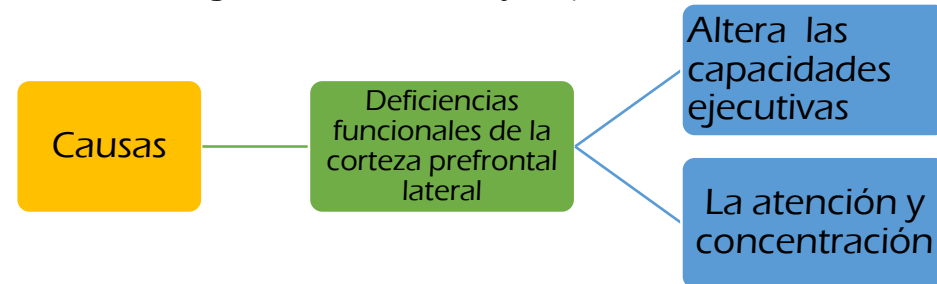 Causas
Deficiencias
funcionales de la
corteza prefrontal
lateral
Altera las
capacidades
ejecutivas
La atención y
concentración